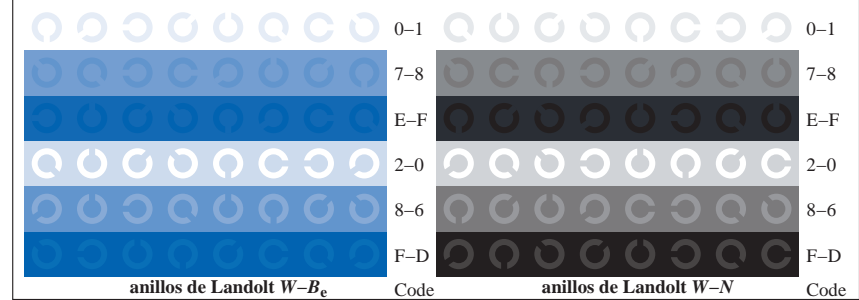 0–1 0–1
7–8 7–8
E–F E–F
2–0 2–0
8–6 8–6
F–D F–D
anillos de Landolt W–Be Code anillos de Landolt W–N Code